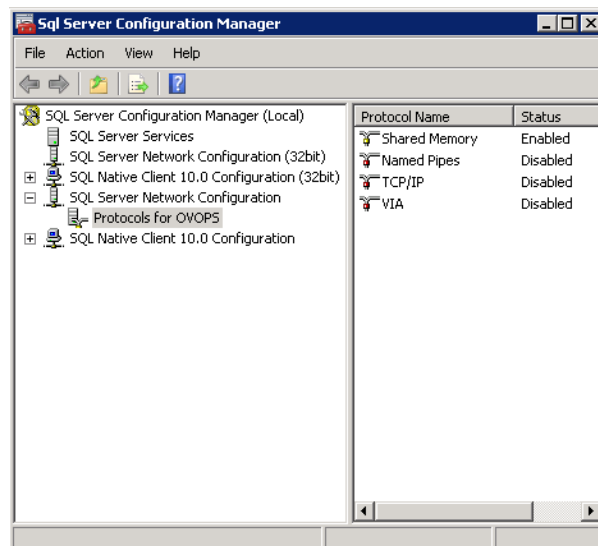 Sql Server Configuration Manager
File Action View Help
SQL Server Configuration Manager (Local)
SQL Server Services
SQL Server Network Configuration (32bit)
SQL Native Client 10.0 Configuration (32bit)
SQL Server Network Configuration
Protocols for OVOPS
SQL Native Client 10.0 Configuration
Protocol Name Status
Shared Memory Enabled
Named Pipes Disabled
TCP/IP Disabled
VIA Disabled